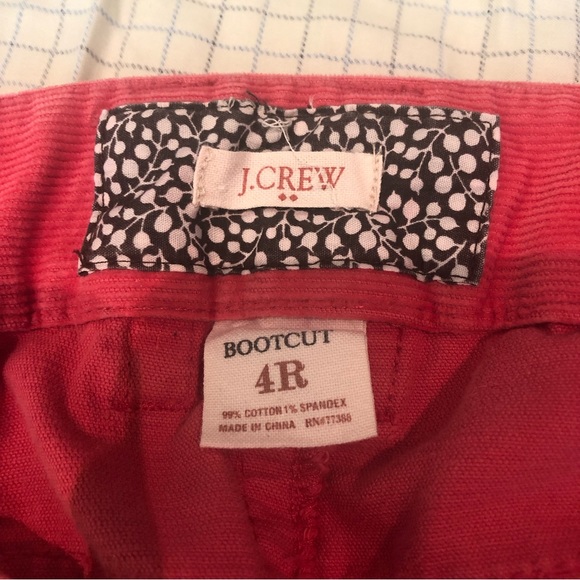 J.CREW
BOOTCUT
4R
99% COTTON 1% SPANDEX
MADE IN CHINA RN#77388